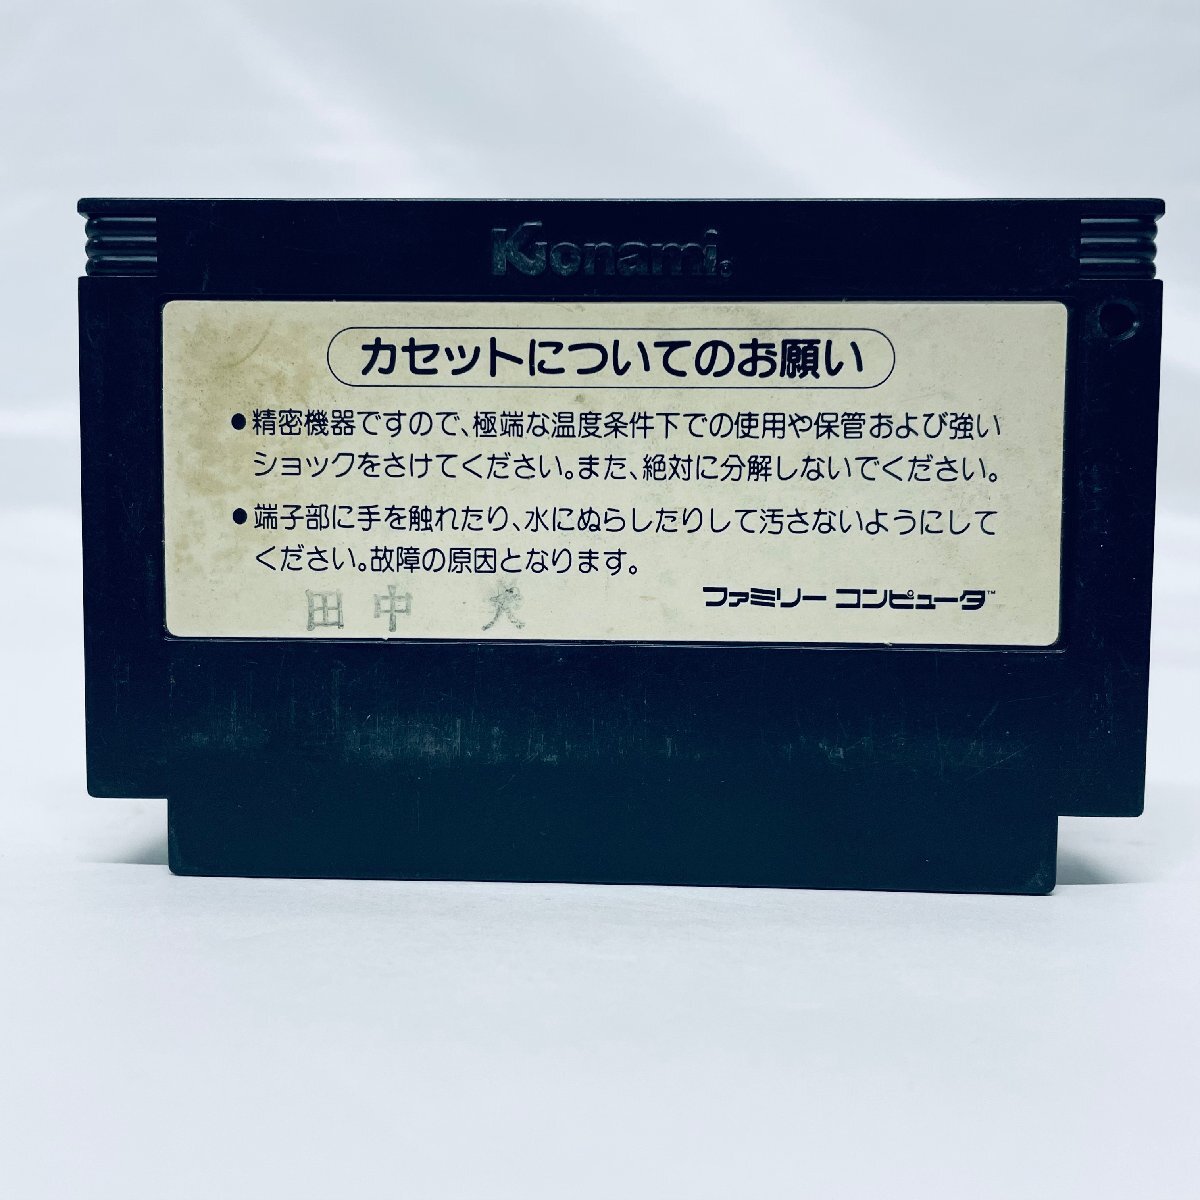 Konami
カセットについてのお願い
●精密機器ですので、極端な温度条件下での使用や保管および強い
ショックをさけてください。また、絶対に分解しないでください。
●端子部に手を触れたり、水にぬらしたりして汚さないようにして
ください。故障の原因となります。
田中
ファミリー コンピュータ™